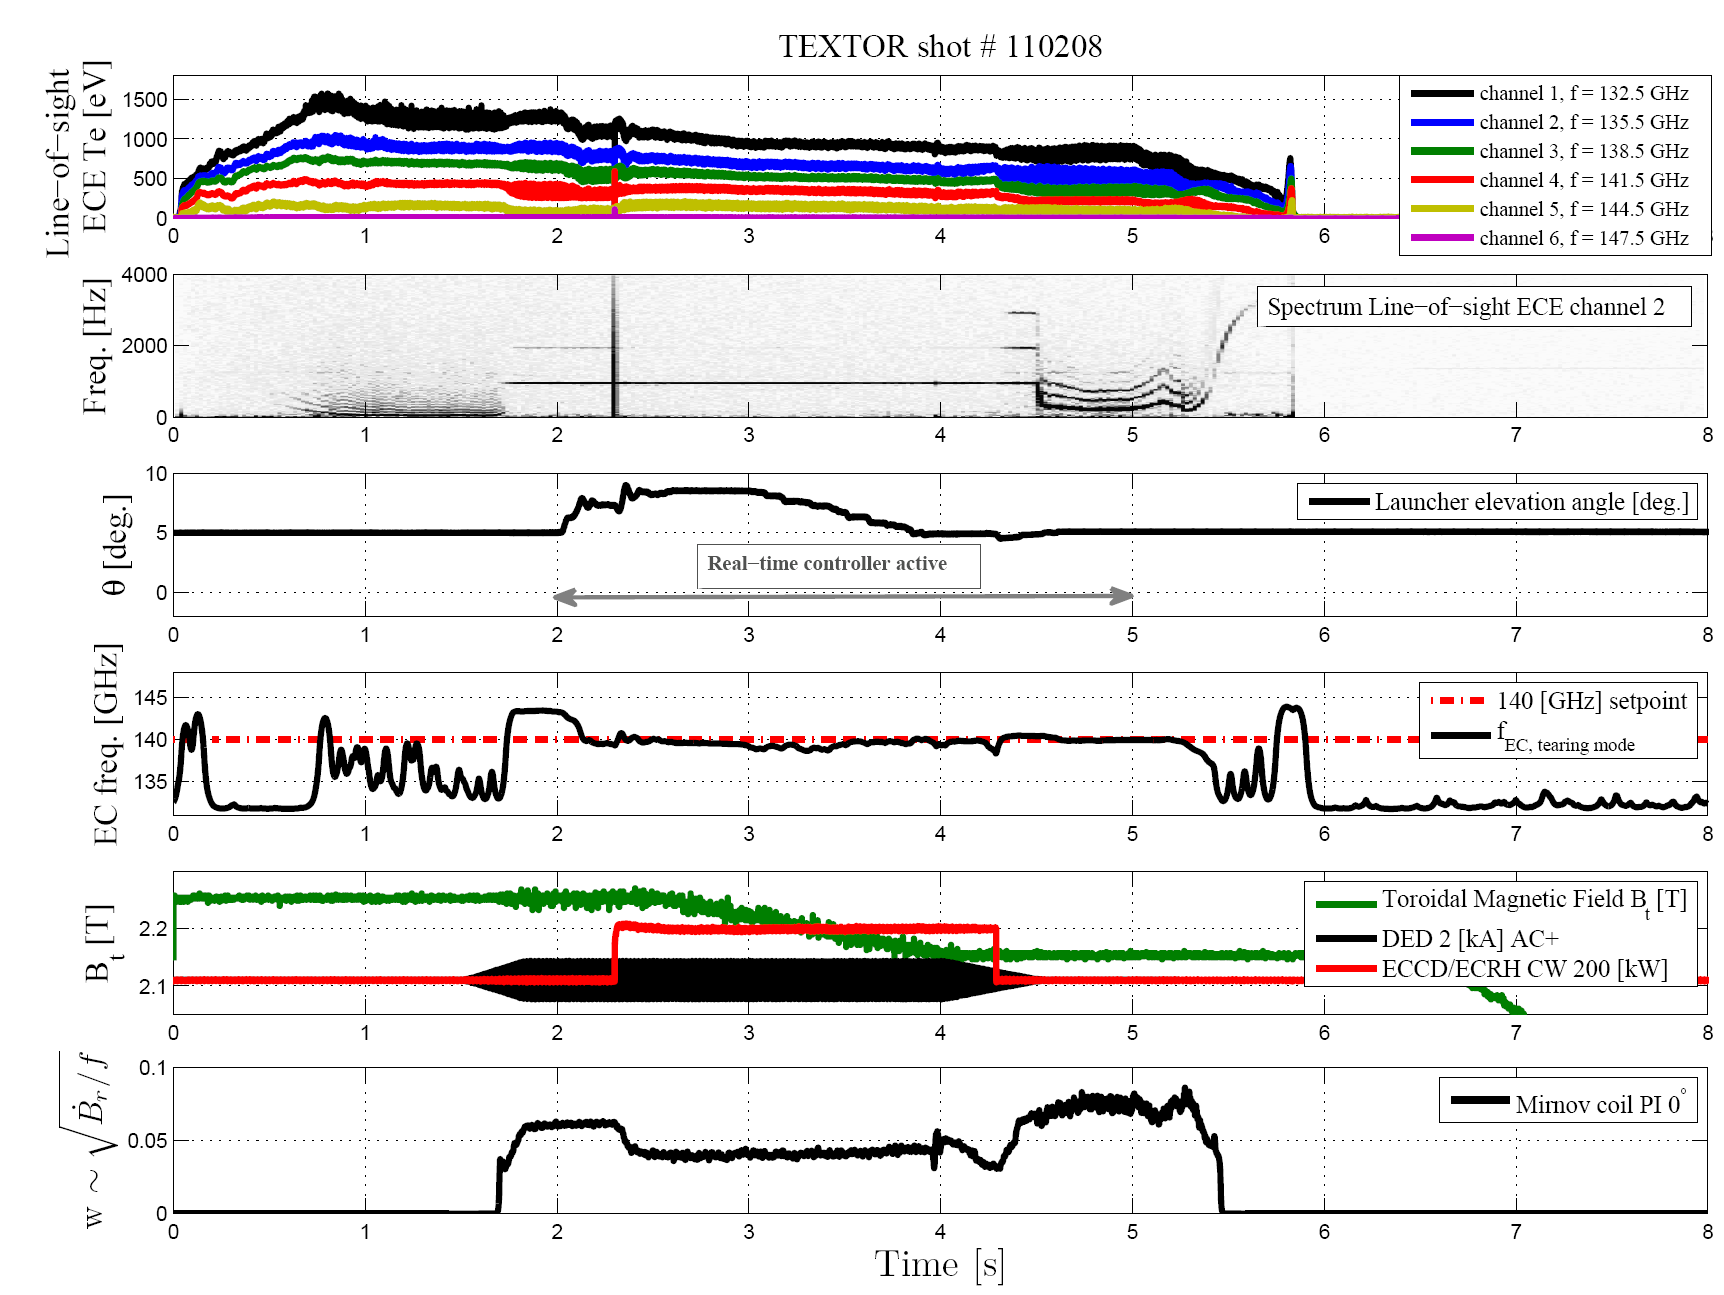 TEXTOR shot # 110208
Line−of−sight
ECE Te [eV]
1500
1000
500
0
0 1 2 3 4 5 6
channel 1, f = 132.5 GHz
channel 2, f = 135.5 GHz
channel 3, f = 138.5 GHz
channel 4, f = 141.5 GHz
channel 5, f = 144.5 GHz
channel 6, f = 147.5 GHz
Freq. [Hz]
4000
2000
0
Spectrum Line−of−sight ECE channel 2
0 1 2 3 4 5 6 7 8
θ [deg.]
10
5
0
Launcher elevation angle [deg.]
Real−time controller active
0 1 2 3 4 5 6 7 8
EC freq. [GHz]
145
140
135
140 [GHz] setpoint
f EC, tearing mode
0 1 2 3 4 5 6 7 8
Bt [T]
2.2
2.1
Toroidal Magnetic Field Bt [T]
DED 2 [kA] AC+
ECCD/ECRH CW 200 [kW]
0 1 2 3 4 5 6 7 8
w ~ √Ḃr/f
0.1
0.05
0
Mirnov coil PI 0°
0 1 2 3 4 5 6 7 8
Time [s]